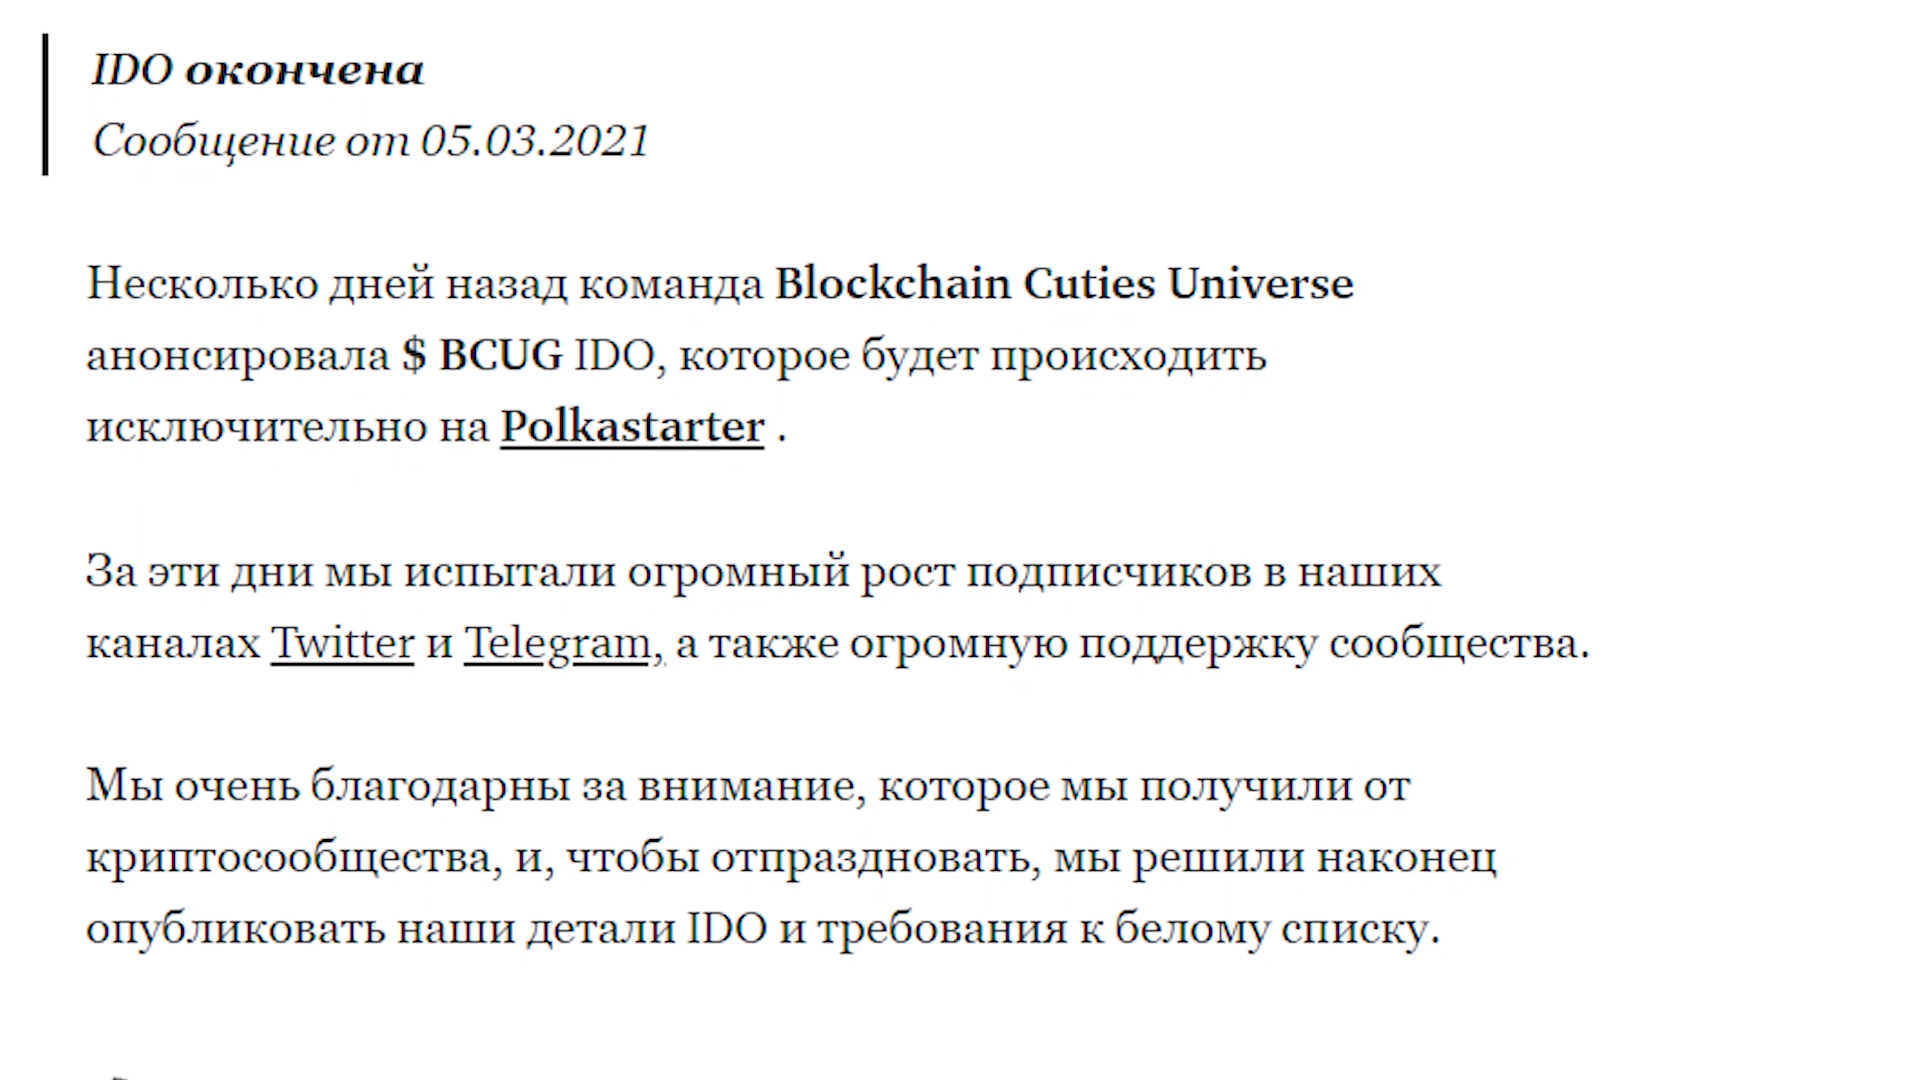 IDO окончена
Сообщение от 05.03.2021
Несколько дней назад команда Blockchain Cuties Universe
анонсировала $ BCUG IDO, которое будет происходить
исключительно на Polkastarter .
За эти дни мы испытали огромный рост подписчиков в наших
каналах Twitter и Telegram, а также огромную поддержку сообщества.
Мы очень благодарны за внимание, которое мы получили от
криптосообщества, и, чтобы отпраздновать, мы решили наконец
опубликовать наши детали IDO и требования к белому списку.